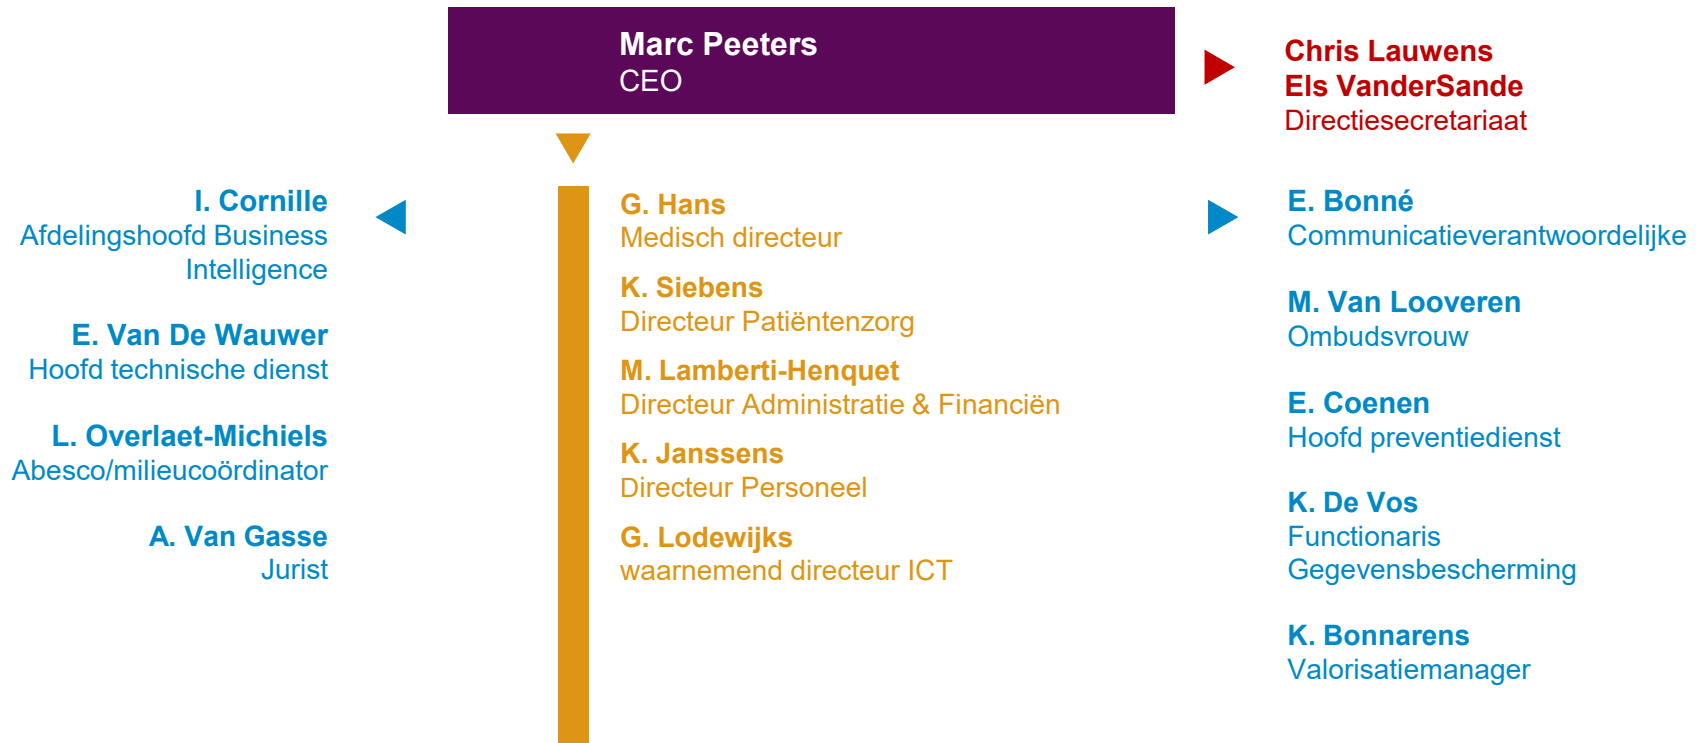 Marc Peeters
CEO
Chris Lauwens
Els VanderSande
Directiesecretariaat
I. Cornille
Afdelingshoofd Business
Intelligence
E. Van De Wauwer
Hoofd technische dienst
L. Overlaet-Michiels
Abesco/milieucoördinator
A. Van Gasse
Jurist
G. Hans
Medisch directeur
K. Siebens
Directeur Patiëntenzorg
M. Lamberti-Henquet
Directeur Administratie & Financiën
K. Janssens
Directeur Personeel
G. Lodewijks
waarnemend directeur ICT
E. Bonné
Communicatieverantwoordelijke
M. Van Looveren
Ombudsvrouw
E. Coenen
Hoofd preventiedienst
K. De Vos
Functionaris
Gegevensbescherming
K. Bonnarens
Valorisatiemanager